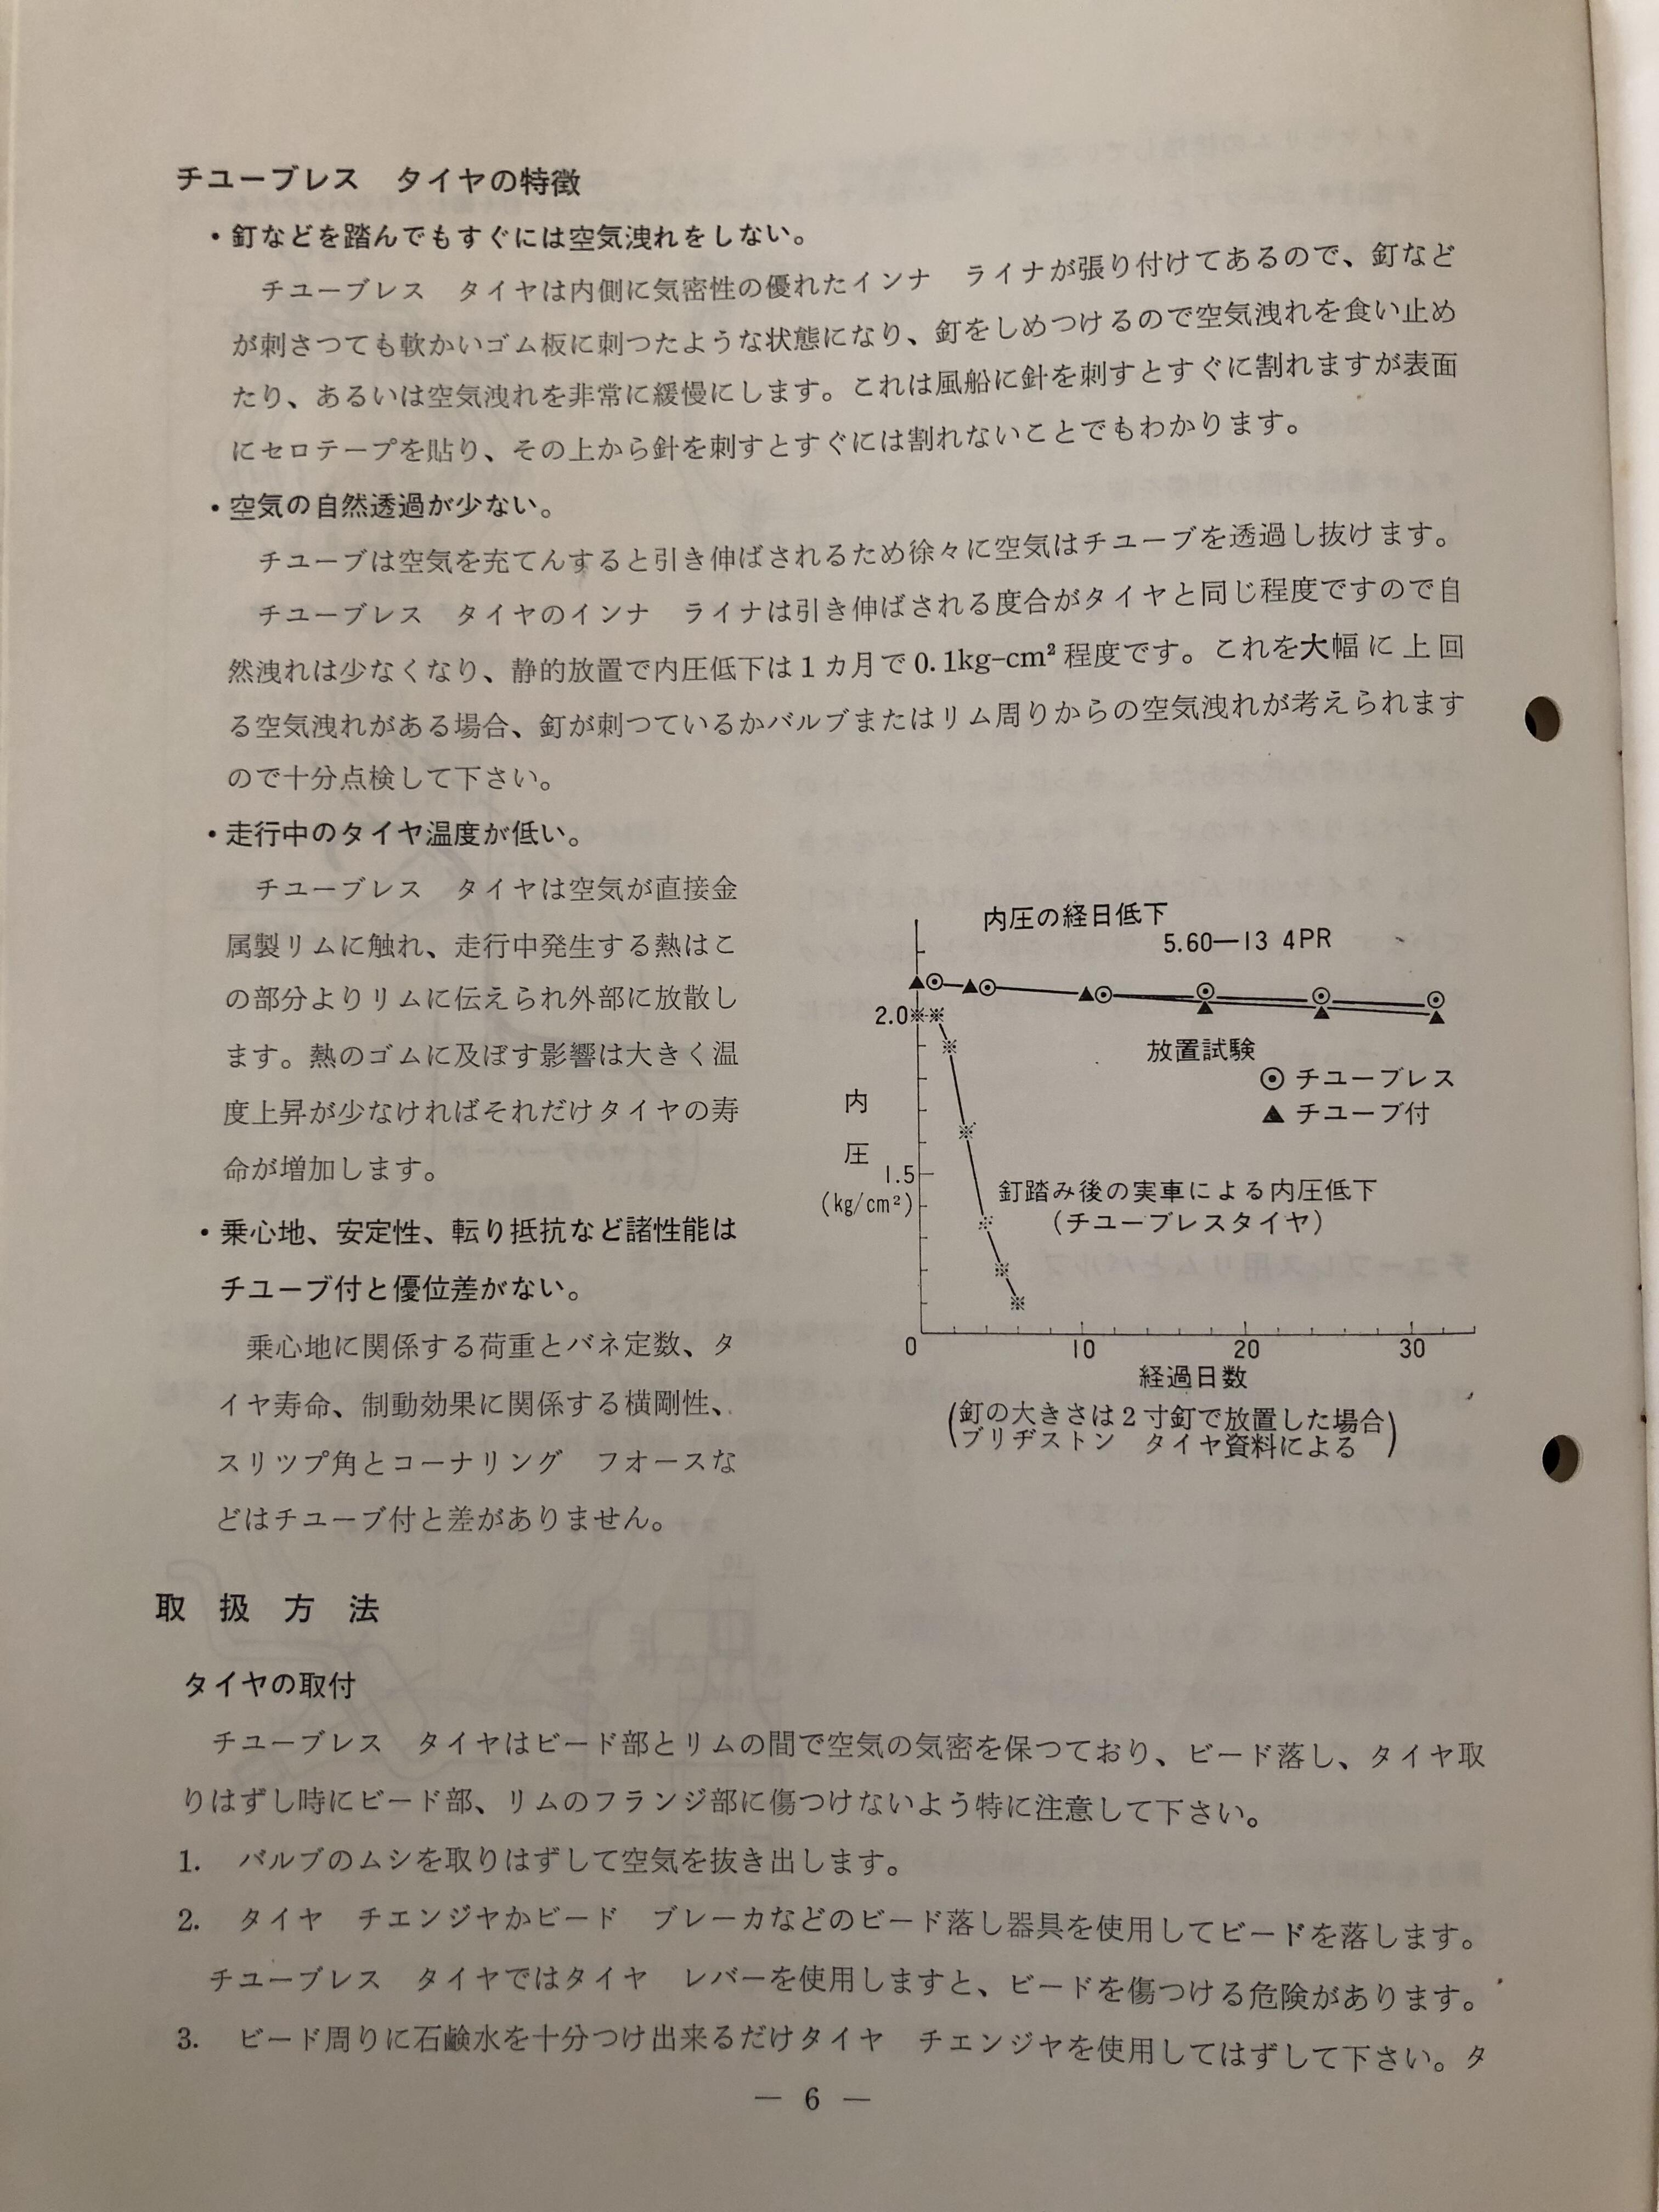 チユーブレス　タイヤの特徴
・釘などを踏んでもすぐには空気洩れをしない。
チユーブレス　タイヤは内側に気密性の優れたインナ　ライナが張り付けてあるので、釘など
が刺さつても軟かいゴム板に刺つたような状態になり、釘をしめつけるので空気洩れを食い止め
たり、あるいは空気洩れを非常に緩慢にします。これは風船に針を刺すとすぐに割れますが表面
にセロテープを貼り、その上から針を刺すとすぐには割れないことでもわかります。
・空気の自然透過が少ない。
チユーブは空気を充てんすると引き伸ばされるため徐々に空気はチユーブを透過し抜けます。
チユーブレス　タイヤのインナ　ライナは引き伸ばされる度合がタイヤと同じ程度ですので自
然洩れは少なくなり、静的放置で内圧低下は1カ月で0.1kg-cm²程度です。これを大幅に上回
る空気洩れがある場合、釘が刺つているかバルブまたはリム周りからの空気洩れが考えられます
ので十分点検して下さい。
・走行中のタイヤ温度が低い。
チユーブレス　タイヤは空気が直接金
属製リムに触れ、走行中発生する熱はこ
の部分よりリムに伝えられ外部に放散し
ます。熱のゴムに及ぼす影響は大きく温
度上昇が少なければそれだけタイヤの寿
命が増加します。
・乗心地、安定性、転り抵抗など諸性能は
チユーブ付と優位差がない。
乗心地に関係する荷重とバネ定数、タ
イヤ寿命、制動効果に関係する横剛性、
スリツプ角とコーナリング　フオースな
どはチユーブ付と差がありません。
内圧の経日低下
5.60—13 4PR
2.0
放置試験
◉ チユーブレス
▲ チユーブ付
内
圧
1.5
(kg/cm²)
釘踏み後の実車による内圧低下
（チユーブレスタイヤ）
0　10　20　30
経過日数
(釘の大きさは2寸釘で放置した場合
ブリヂストン　タイヤ資料による)
取扱方法
タイヤの取付
チユーブレス　タイヤはビード部とリムの間で空気の気密を保つており、ビード落し、タイヤ取
りはずし時にビード部、リムのフランジ部に傷つけないよう特に注意して下さい。
1.　バルブのムシを取りはずして空気を抜き出します。
2.　タイヤ　チエンジヤかビード　ブレーカなどのビード落し器具を使用してビードを落します。
チユーブレス　タイヤではタイヤ　レバーを使用しますと、ビードを傷つける危険があります。
3.　ビード周りに石鹸水を十分つけ出来るだけタイヤ　チエンジヤを使用してはずして下さい。タ
— 6 —